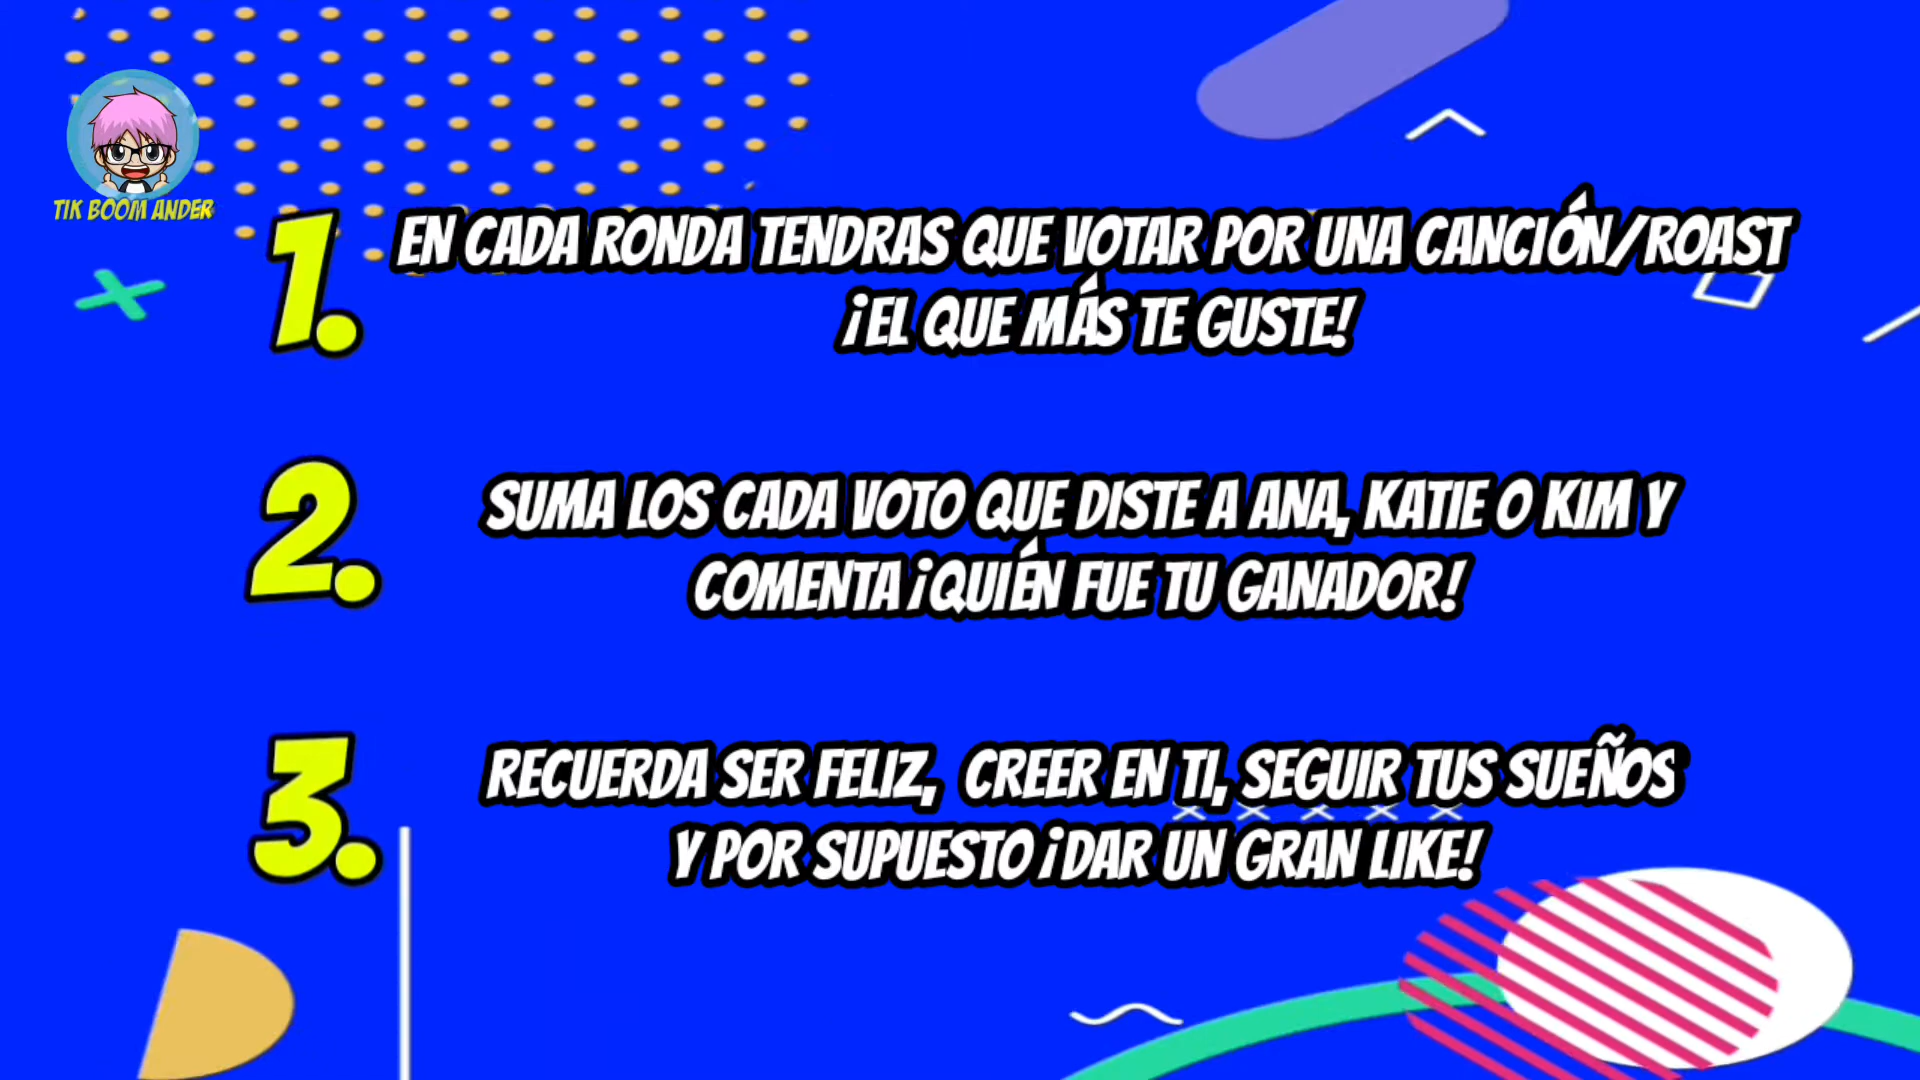 TIK BOOM ANDER
1. EN CADA RONDA TENDRAS QUE VOTAR POR UNA CANCIÓN/ROAST
¡EL QUE MÁS TE GUSTE!
2. SUMA LOS CADA VOTO QUE DISTE A ANA, KATIE O KIM Y
COMENTA ¡QUIÉN FUE TU GANADOR!
3. RECUERDA SER FELIZ, CREER EN TI, SEGUIR TUS SUEÑOS
Y POR SUPUESTO ¡DAR UN GRAN LIKE!